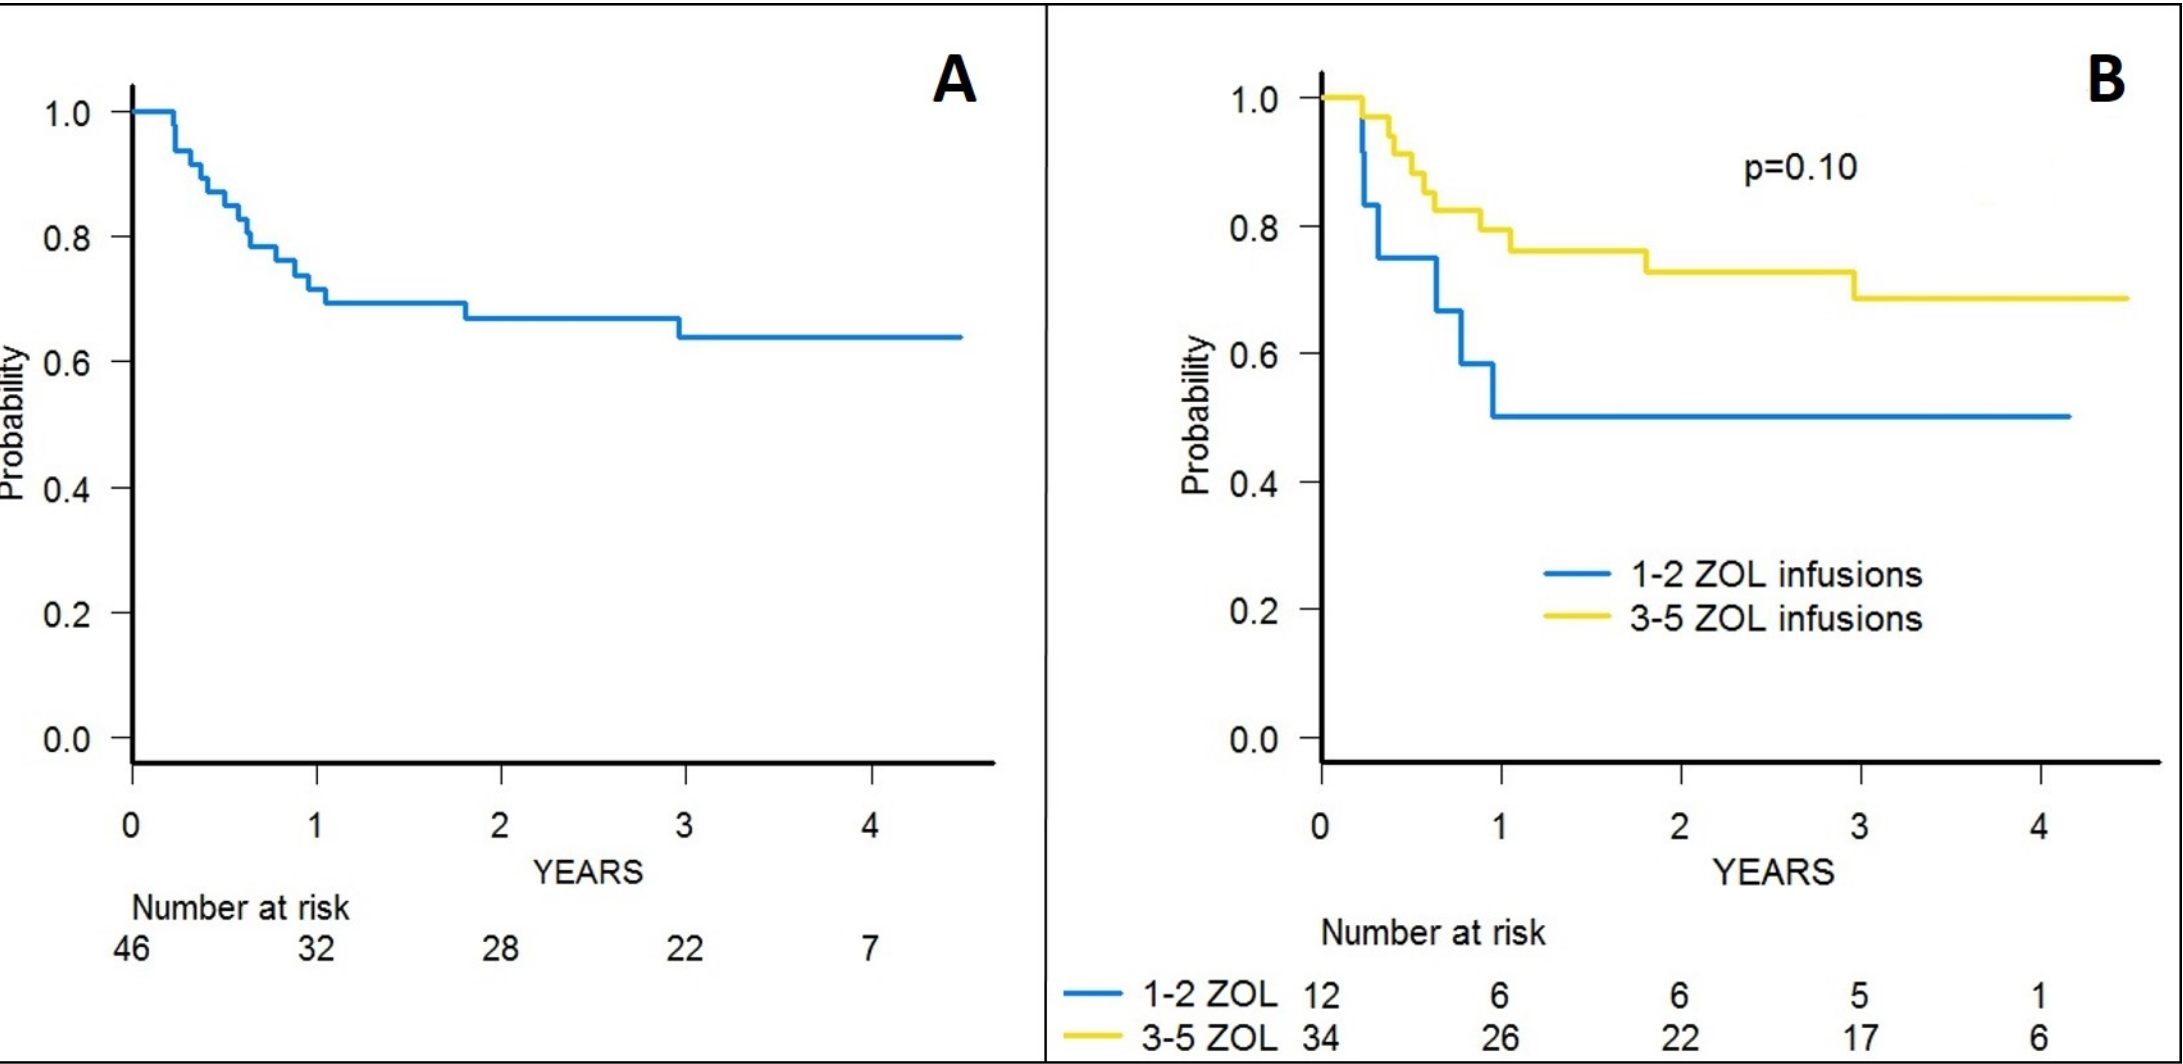 A
1.0
0.8
0.6
0.4
0.2
0.0
Probability
0 1 2 3 4
YEARS
Number at risk
46 32 28 22 7
B
1.0
0.8
0.6
0.4
0.2
0.0
Probability
p=0.10
1-2 ZOL infusions
3-5 ZOL infusions
0 1 2 3 4
YEARS
Number at risk
1-2 ZOL 12 6 6 5 1
3-5 ZOL 34 26 22 17 6